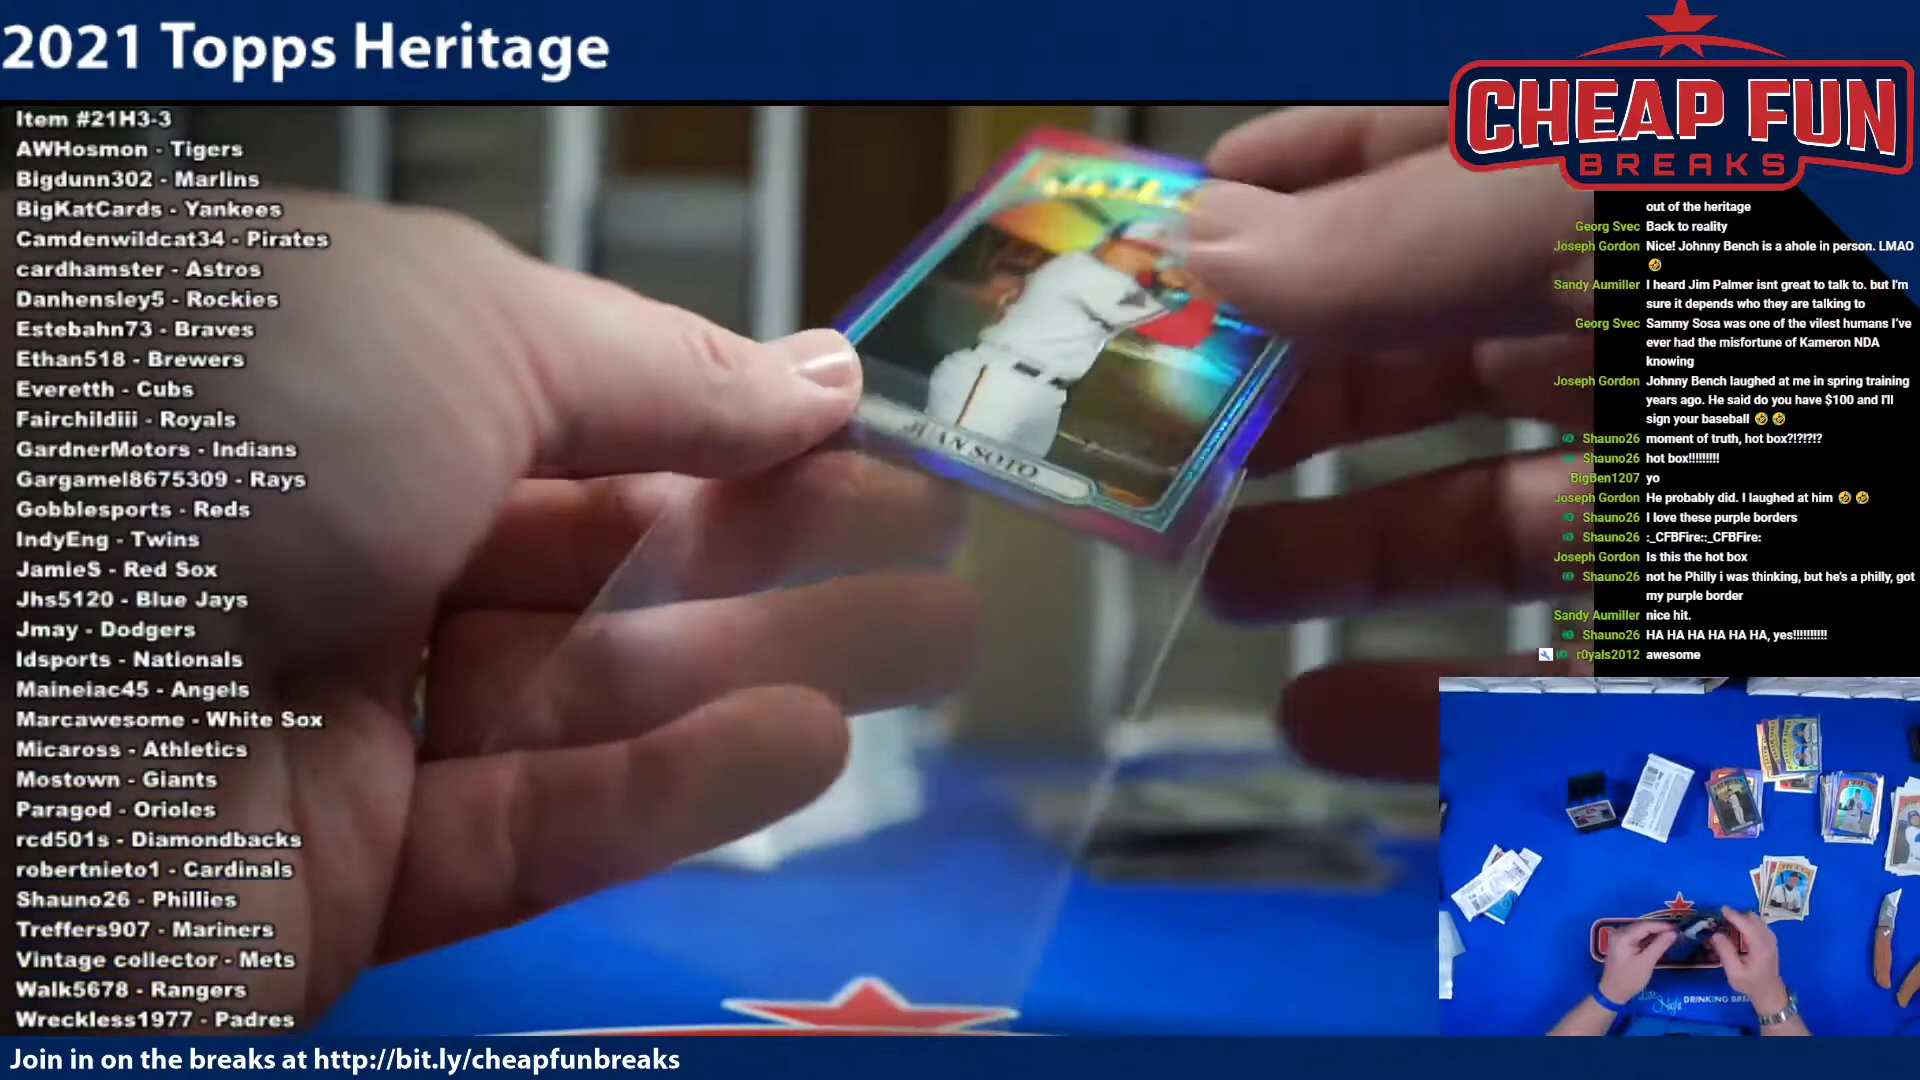 2021 Topps Heritage
CHEAP FUN
BREAKS
Item #21H3-3
AWHosmon - Tigers
Bigdunn302 - Marlins
BigKatCards - Yankees
Camdenwildcat34 - Pirates
cardhamster - Astros
Danhensley5 - Rockies
Estebahn73 - Braves
Ethan518 - Brewers
Everetth - Cubs
Fairchildiii - Royals
GardnerMotors - Indians
Gargamel8675309 - Rays
Gobblesports - Reds
IndyEng - Twins
JamieS - Red Sox
Jhs5120 - Blue Jays
Jmay - Dodgers
ldsports - Nationals
Maineiac45 - Angels
Marcawesome - White Sox
Micaross - Athletics
Mostown - Giants
Paragod - Orioles
rcd501s - Diamondbacks
robertnieto1 - Cardinals
Shauno26 - Phillies
Treffers907 - Mariners
Vintage collector - Mets
Walk5678 - Rangers
Wreckless1977 - Padres
JUAN SOTO
out of the heritage
Georg Svec Back to reality
Joseph Gordon Nice! Johnny Bench is a ahole in person. LMAO
🤣
Sandy Aumiller I heard Jim Palmer isnt great to talk to. but I'm
sure it depends who they are talking to
Georg Svec Sammy Sosa was one of the vilest humans I've
ever had the misfortune of Kameron NDA
knowing
Joseph Gordon Johnny Bench laughed at me in spring training
years ago. He said do you have $100 and I'll
sign your baseball 🤣 🤣
Shauno26 moment of truth, hot box?!?!?!?
Shauno26 hot box!!!!!!!!!
BigBen1207 yo
Joseph Gordon He probably did. I laughed at him 🤣 🤣
Shauno26 I love these purple borders
Shauno26 :_CFBFire::_CFBFire:
Joseph Gordon Is this the hot box
Shauno26 not he Philly i was thinking, but he's a philly, got
my purple border
Sandy Aumiller nice hit.
Shauno26 HA HA HA HA HA HA, yes!!!!!!!!!!
r0yals2012 awesome
Night DRINKING
Join in on the breaks at http://bit.ly/cheapfunbreaks